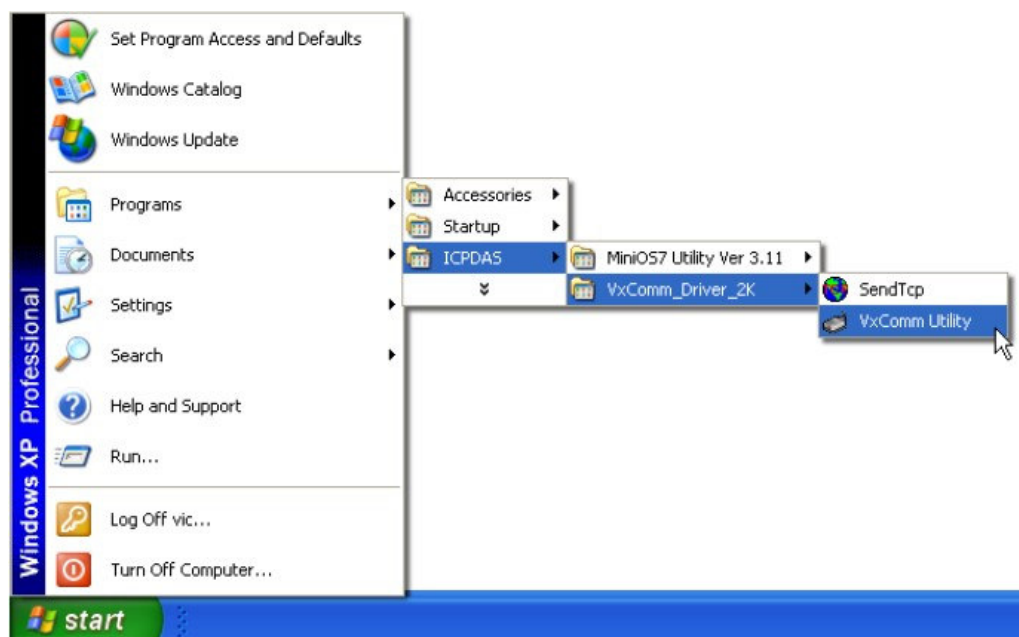 Set Program Access and Defaults
Windows Catalog
Windows Update
Programs
Documents
Settings
Search
Help and Support
Run...
Log Off vic...
Turn Off Computer...
Windows XP Professional
Accessories
Startup
ICPDAS
MiniOS7 Utility Ver 3.11
VxComm_Driver_2K
SendTcp
VxComm Utility
start